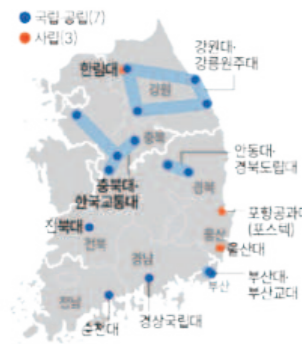 국립 공립(7)
사립(3)
한림대
강원대·
강릉원주대
강원
충북
안동대·
경북도립대
경북
충북대·
한국교통대
포항공과대
(포스텍)
울산
울산대
전북대
전북
경남
부산
부산대·
부산교대
전남
순천대
경상국립대